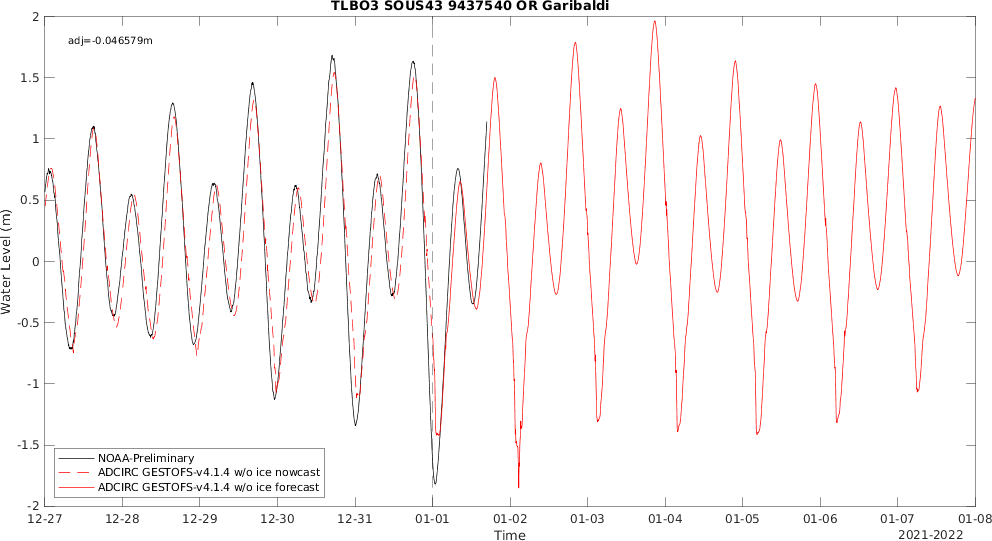 TLBO3 SOUS43 9437540 OR Garibaldi
adj=-0.046579m
2
1.5
1
0.5
0
-0.5
-1
-1.5
-2
Water Level (m)
NOAA-Preliminary
ADCIRC GESTOFS-v4.1.4 w/o ice nowcast
ADCIRC GESTOFS-v4.1.4 w/o ice forecast
12-27 12-28 12-29 12-30 12-31 01-01 01-02 01-03 01-04 01-05 01-06 01-07 01-08
Time
2021-2022